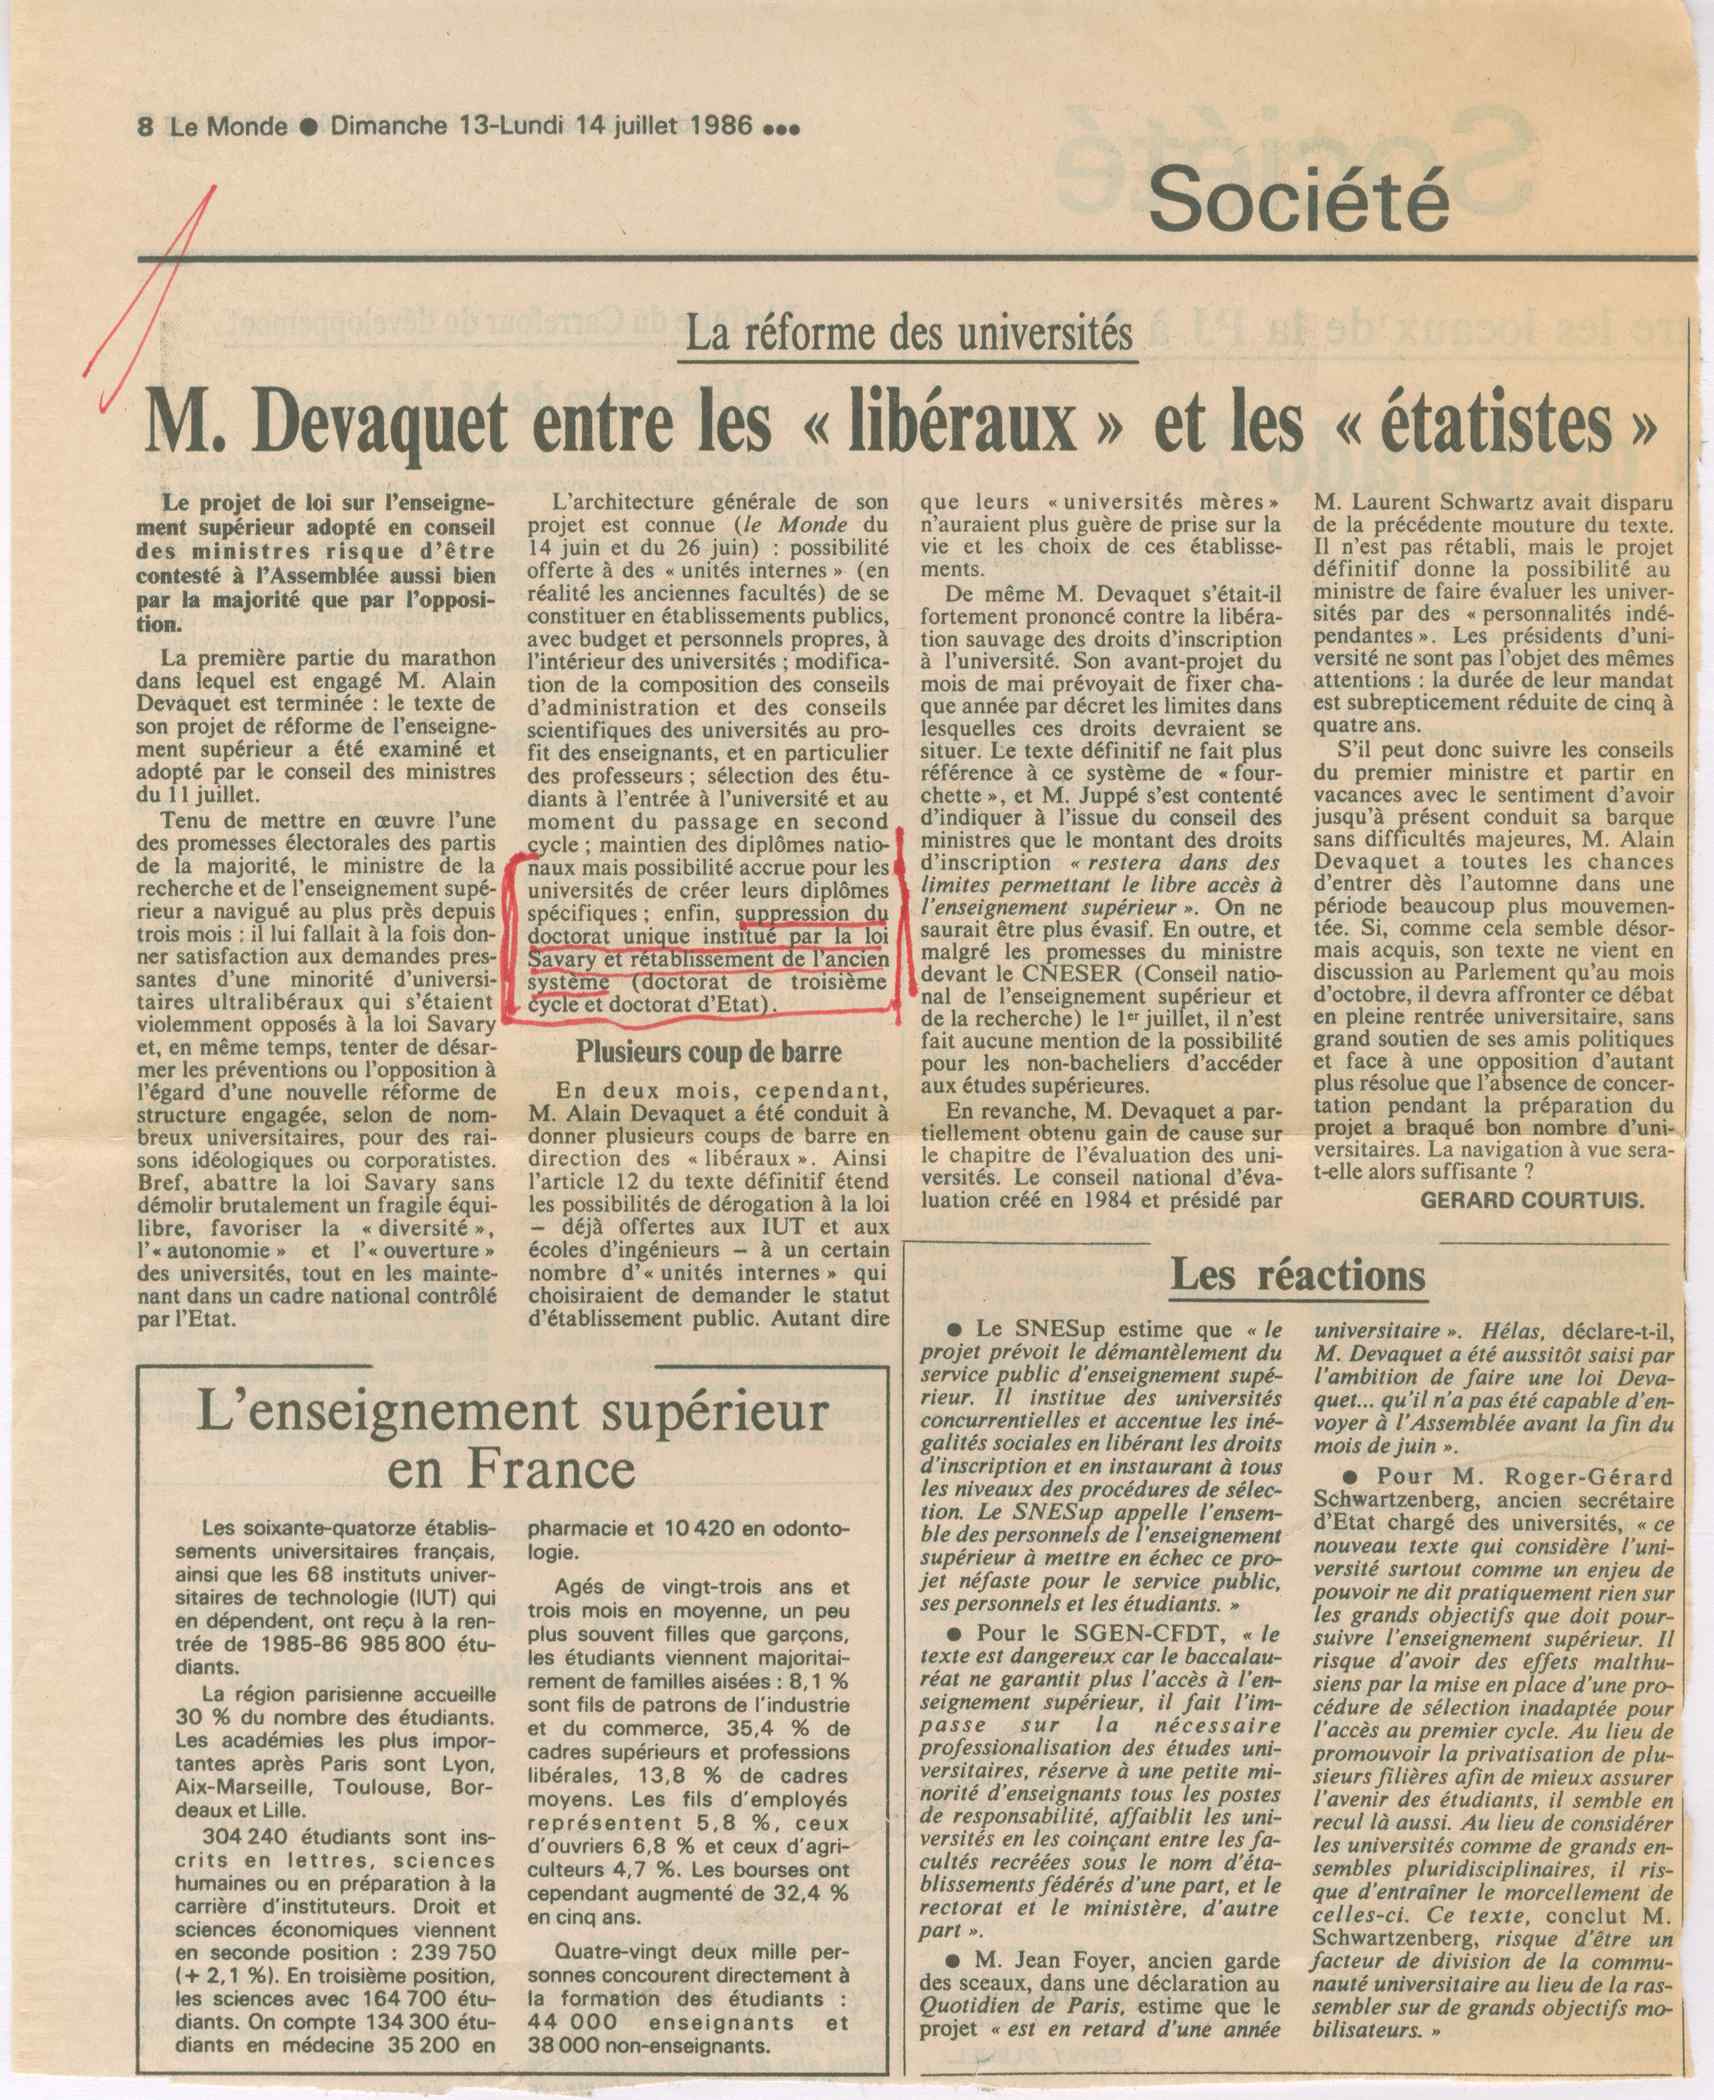 8 Le Monde ● Dimanche 13-Lundi 14 juillet 1986 •••
Société
La réforme des universités
M. Devaquet entre les « libéraux » et les « étatistes »
Le projet de loi sur l'enseigne-
ment supérieur adopté en conseil
des ministres risque d'être
contesté à l'Assemblée aussi bien
par la majorité que par l'opposi-
tion.
La première partie du marathon
dans lequel est engagé M. Alain
Devaquet est terminée : le texte de
son projet de réforme de l'enseigne-
ment supérieur a été examiné et
adopté par le conseil des ministres
du 11 juillet.
Tenu de mettre en œuvre l'une
des promesses électorales des partis
de la majorité, le ministre de la
recherche et de l'enseignement supé-
rieur a navigué au plus près depuis
trois mois : il lui fallait à la fois don-
ner satisfaction aux demandes pres-
santes d'une minorité d'universi-
taires ultralibéraux qui s'étaient
violemment opposés à la loi Savary
et, en même temps, tenter de désar-
mer les préventions ou l'opposition à
l'égard d'une nouvelle réforme de
structure engagée, selon de nom-
breux universitaires, pour des rai-
sons idéologiques ou corporatistes.
Bref, abattre la loi Savary sans
démolir brutalement un fragile équi-
libre, favoriser la « diversité »,
l'« autonomie » et l'« ouverture »
des universités, tout en les mainte-
nant dans un cadre national contrôlé
par l'Etat.
L'architecture générale de son
projet est connue (le Monde du
14 juin et du 26 juin) : possibilité
offerte à des « unités internes » (en
réalité les anciennes facultés) de se
constituer en établissements publics,
avec budget et personnels propres, à
l'intérieur des universités ; modifica-
tion de la composition des conseils
d'administration et des conseils
scientifiques des universités au pro-
fit des enseignants, et en particulier
des professeurs ; sélection des étu-
diants à l'entrée à l'université et au
moment du passage en second
cycle ; maintien des diplômes natio-
naux mais possibilité accrue pour les
universités de créer leurs diplômes
spécifiques ; enfin, suppression du
doctorat unique institué par la loi
Savary et rétablissement de l'ancien
système (doctorat de troisième
cycle et doctorat d'Etat).
Plusieurs coup de barre
En deux mois, cependant,
M. Alain Devaquet a été conduit à
donner plusieurs coups de barre en
direction des « libéraux ». Ainsi
l'article 12 du texte définitif étend
les possibilités de dérogation à la loi
– déjà offertes aux IUT et aux
écoles d'ingénieurs – à un certain
nombre d'« unités internes » qui
choisiraient de demander le statut
d'établissement public. Autant dire
que leurs « universités mères »
n'auraient plus guère de prise sur la
vie et les choix de ces établisse-
ments.
De même M. Devaquet s'était-il
fortement prononcé contre la libéra-
tion sauvage des droits d'inscription
à l'université. Son avant-projet du
mois de mai prévoyait de fixer cha-
que année par décret les limites dans
lesquelles ces droits devraient se
situer. Le texte définitif ne fait plus
référence à ce système de « four-
chette », et M. Juppé s'est contenté
d'indiquer à l'issue du conseil des
ministres que le montant des droits
d'inscription « restera dans des
limites permettant le libre accès à
l'enseignement supérieur ». On ne
saurait être plus évasif. En outre, et
malgré les promesses du ministre
devant le CNESER (Conseil natio-
nal de l'enseignement supérieur et
de la recherche) le 1er juillet, il n'est
fait aucune mention de la possibilité
pour les non-bacheliers d'accéder
aux études supérieures.
En revanche, M. Devaquet a par-
tiellement obtenu gain de cause sur
le chapitre de l'évaluation des uni-
versités. Le conseil national d'éva-
luation créé en 1984 et présidé par
M. Laurent Schwartz avait disparu
de la précédente mouture du texte.
Il n'est pas rétabli, mais le projet
définitif donne la possibilité au
ministre de faire évaluer les univer-
sités par des « personnalités indé-
pendantes ». Les présidents d'uni-
versité ne sont pas l'objet des mêmes
attentions : la durée de leur mandat
est subrepticement réduite de cinq à
quatre ans.
S'il peut donc suivre les conseils
du premier ministre et partir en
vacances avec le sentiment d'avoir
jusqu'à présent conduit sa barque
sans difficultés majeures, M. Alain
Devaquet a toutes les chances
d'entrer dès l'automne dans une
période beaucoup plus mouvemen-
tée. Si, comme cela semble désor-
mais acquis, son texte ne vient en
discussion au Parlement qu'au mois
d'octobre, il devra affronter ce débat
en pleine rentrée universitaire, sans
grand soutien de ses amis politiques
et face à une opposition d'autant
plus résolue que l'absence de concer-
tation pendant la préparation du
projet a braqué bon nombre d'uni-
versitaires. La navigation à vue sera-
t-elle alors suffisante ?
GERARD COURTUIS.
L'enseignement supérieur
en France
Les soixante-quatorze établis-
sements universitaires français,
ainsi que les 68 instituts univer-
sitaires de technologie (IUT) qui
en dépendent, ont reçu à la ren-
trée de 1985-86 985 800 étu-
diants.
La région parisienne accueille
30 % du nombre des étudiants.
Les académies les plus impor-
tantes après Paris sont Lyon,
Aix-Marseille, Toulouse, Bor-
deaux et Lille.
304 240 étudiants sont ins-
crits en lettres, sciences
humaines ou en préparation à la
carrière d'instituteurs. Droit et
sciences économiques viennent
en seconde position : 239 750
(+ 2,1 %). En troisième position,
les sciences avec 164 700 étu-
diants. On compte 134 300 étu-
diants en médecine 35 200 en
pharmacie et 10 420 en odonto-
logie.
Agés de vingt-trois ans et
trois mois en moyenne, un peu
plus souvent filles que garçons,
les étudiants viennent majoritai-
rement de familles aisées : 8,1 %
sont fils de patrons de l'industrie
et du commerce, 35,4 % de
cadres supérieurs et professions
libérales, 13,8 % de cadres
moyens. Les fils d'employés
représentent 5,8 %, ceux
d'ouvriers 6,8 % et ceux d'agri-
culteurs 4,7 %. Les bourses ont
cependant augmenté de 32,4 %
en cinq ans.
Quatre-vingt deux mille per-
sonnes concourent directement à
la formation des étudiants :
44 000 enseignants et
38 000 non-enseignants.
Les réactions
● Le SNESup estime que « le
projet prévoit le démantèlement du
service public d'enseignement supé-
rieur. Il institue des universités
concurrentielles et accentue les iné-
galités sociales en libérant les droits
d'inscription et en instaurant à tous
les niveaux des procédures de sélec-
tion. Le SNESup appelle l'ensem-
ble des personnels de l'enseignement
supérieur à mettre en échec ce pro-
jet néfaste pour le service public,
ses personnels et les étudiants. »
● Pour le SGEN-CFDT, « le
texte est dangereux car le baccalau-
réat ne garantit plus l'accès à l'en-
seignement supérieur, il fait l'im-
passe sur la nécessaire
professionalisation des études uni-
versitaires, réserve à une petite mi-
norité d'enseignants tous les postes
de responsabilité, affaiblit les uni-
versités en les coinçant entre les fa-
cultés recréées sous le nom d'éta-
blissements fédérés d'une part, et le
rectorat et le ministère, d'autre
part ».
● M. Jean Foyer, ancien garde
des sceaux, dans une déclaration au
Quotidien de Paris, estime que le
projet « est en retard d'une année
universitaire ». Hélas, déclare-t-il,
M. Devaquet a été aussitôt saisi par
l'ambition de faire une loi Deva-
quet... qu'il n'a pas été capable d'en-
voyer à l'Assemblée avant la fin du
mois de juin ».
● Pour M. Roger-Gérard
Schwartzenberg, ancien secrétaire
d'Etat chargé des universités, « ce
nouveau texte qui considère l'uni-
versité surtout comme un enjeu de
pouvoir ne dit pratiquement rien sur
les grands objectifs que doit pour-
suivre l'enseignement supérieur. Il
risque d'avoir des effets malthu-
siens par la mise en place d'une pro-
cédure de sélection inadaptée pour
l'accès au premier cycle. Au lieu de
promouvoir la privatisation de plu-
sieurs filières afin de mieux assurer
l'avenir des étudiants, il semble en
recul là aussi. Au lieu de considérer
les universités comme de grands en-
sembles pluridisciplinaires, il ris-
que d'entraîner le morcellement de
celles-ci. Ce texte, conclut M.
Schwartzenberg, risque d'être un
facteur de division de la commu-
nauté universitaire au lieu de la ras-
sembler sur de grands objectifs mo-
bilisateurs. »